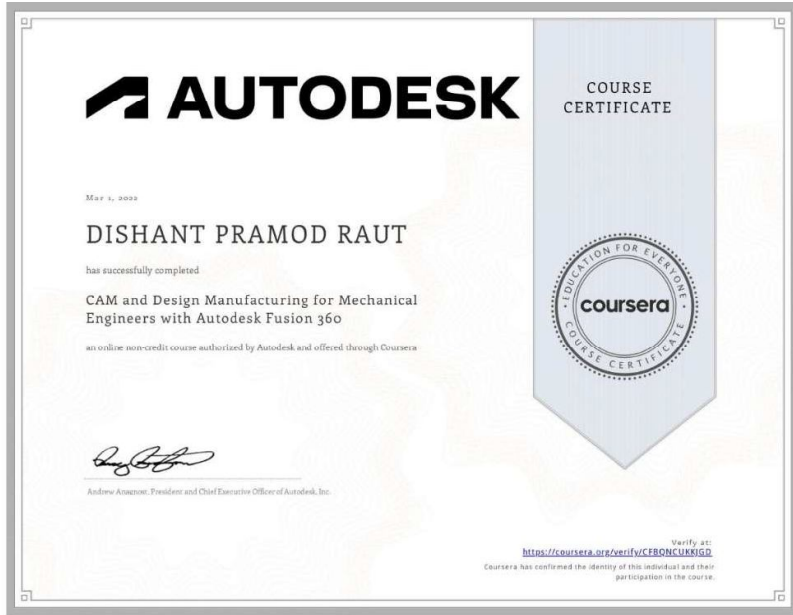 AUTODESK
COURSE
CERTIFICATE
Mar 1, 2022
DISHANT PRAMOD RAUT
has successfully completed
CAM and Design Manufacturing for Mechanical
Engineers with Autodesk Fusion 360
an online non-credit course authorized by Autodesk and offered through Coursera
EDUCATION FOR EVERYONE
coursera
COURSE CERTIFICATE
Andrew Anagnost, President and Chief Executive Officer of Autodesk, Inc.
Verify at:
https://coursera.org/verify/CFBQNCUKKJGD
Coursera has confirmed the identity of this individual and their
participation in the course.